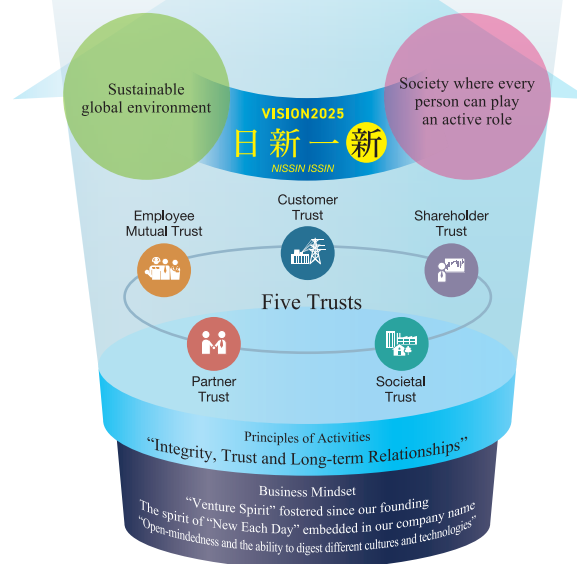 Sustainable
global environment
Society where every
person can play
an active role
VISION2025
日新一新
NISSIN ISSIN
Customer
Trust
Employee
Mutual Trust
Shareholder
Trust
Five Trusts
Partner
Trust
Societal
Trust
Principles of Activities
“Integrity, Trust and Long-term Relationships”
Business Mindset
“Venture Spirit” fostered since our founding
The spirit of “New Each Day” embedded in our company name
“Open-mindedness and the ability to digest different cultures and technologies”